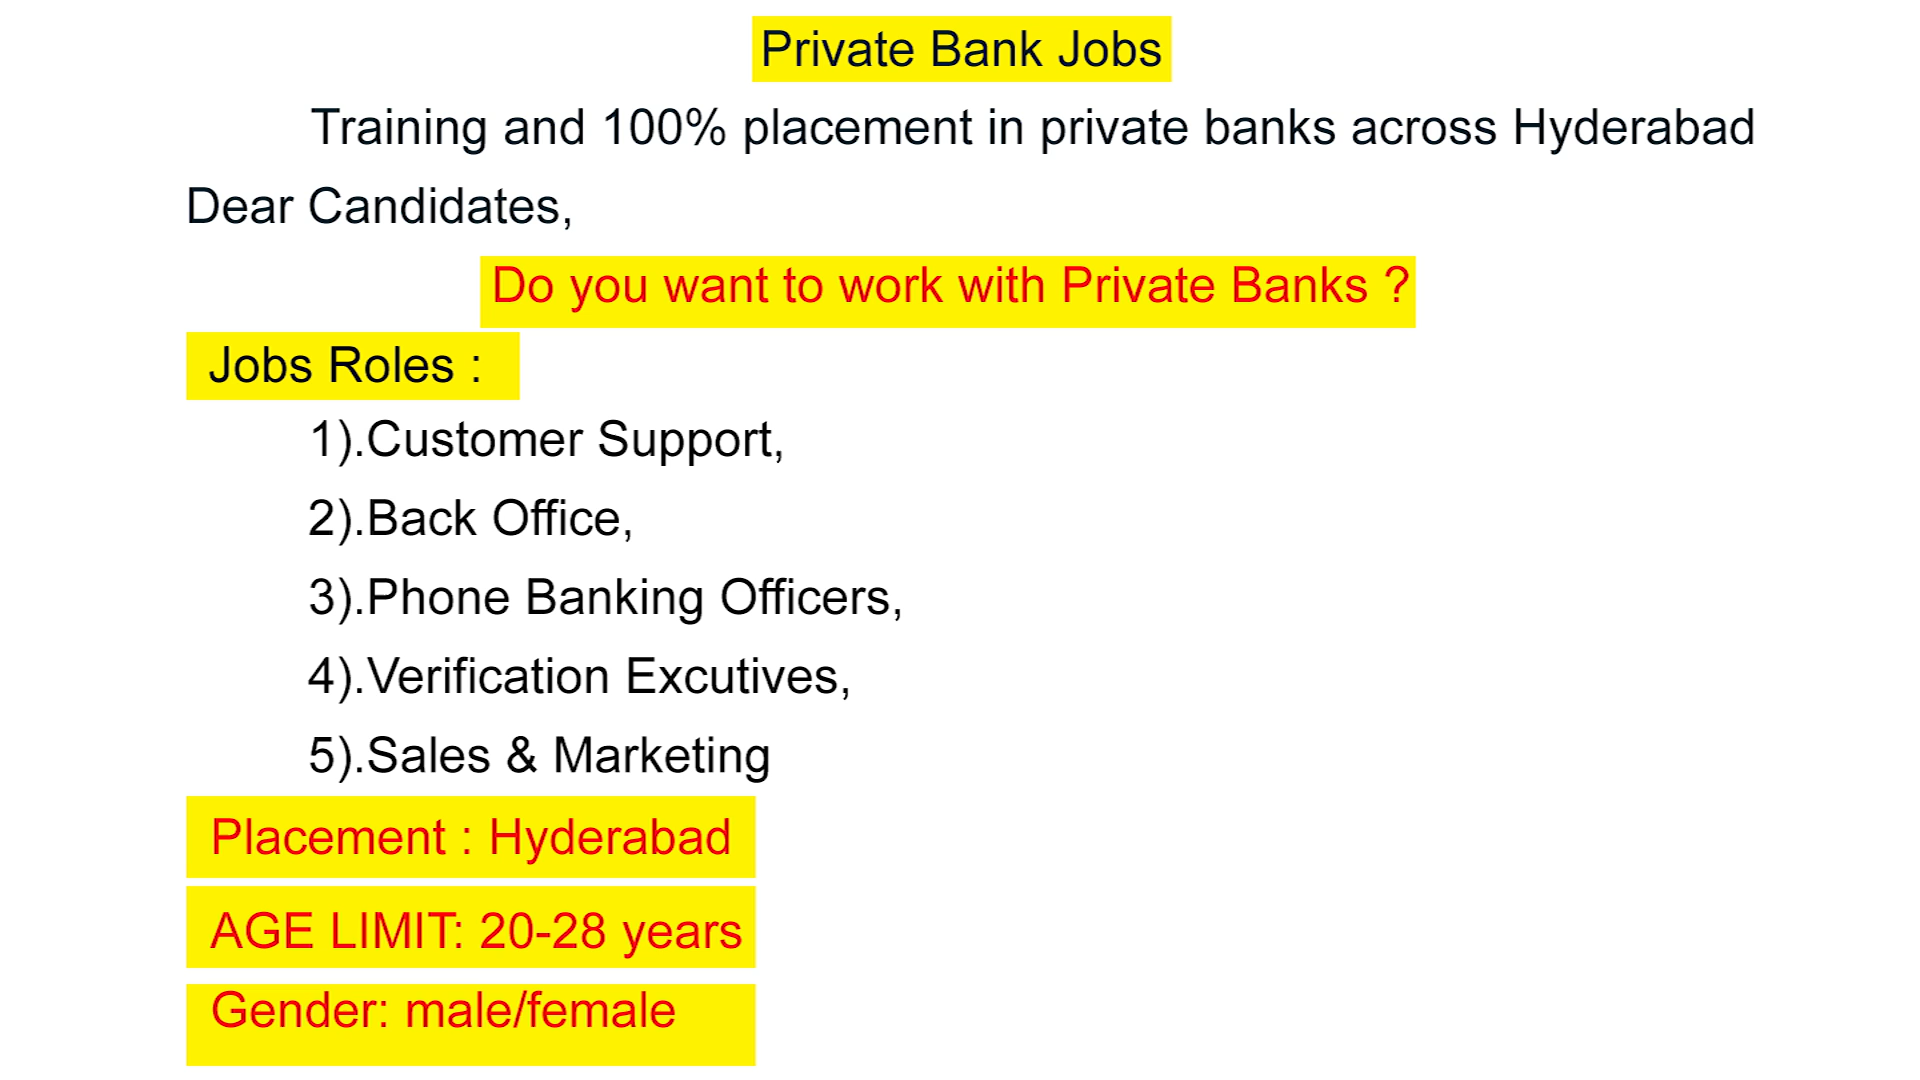 Private Bank Jobs
Training and 100% placement in private banks across Hyderabad
Dear Candidates,
Do you want to work with Private Banks ?
Jobs Roles :
1).Customer Support,
2).Back Office,
3).Phone Banking Officers,
4).Verification Excutives,
5).Sales & Marketing
Placement : Hyderabad
AGE LIMIT: 20-28 years
Gender: male/female